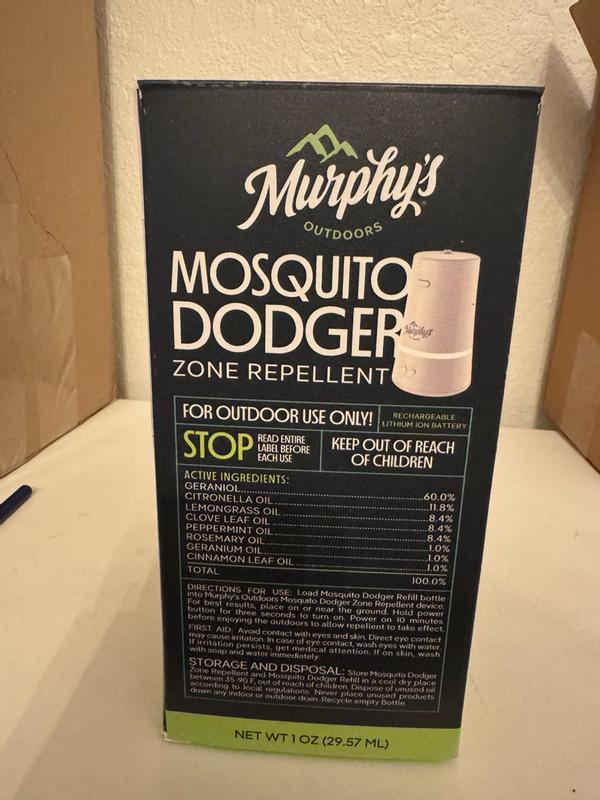 Murphy's
OUTDOORS
MOSQUITO
DODGER
ZONE REPELLENT
Murphy's
FOR OUTDOOR USE ONLY!
RECHARGEABLE
LITHIUM ION BATTERY
STOP
READ ENTIRE
LABEL BEFORE
EACH USE
KEEP OUT OF REACH
OF CHILDREN
ACTIVE INGREDIENTS:
GERANIOL....................60.0%
CITRONELLA OIL....................11.8%
LEMONGRASS OIL....................8.4%
CLOVE LEAF OIL....................8.4%
PEPPERMINT OIL....................8.4%
ROSEMARY OIL....................1.0%
GERANIUM OIL....................1.0%
CINNAMON LEAF OIL....................1.0%
TOTAL 100.0%
DIRECTIONS FOR USE: Load Mosquito Dodger Refill bottle
into Murphy's Outdoors Mosquito Dodger Zone Repellent device.
For best results, place on or near the ground. Hold power
button for three seconds to turn on. Power on 10 minutes
before enjoying the outdoors to allow repellent to take effect.
FIRST AID: Avoid contact with eyes and skin. Direct eye contact
may cause irritation. In case of eye contact, wash eyes with water.
If irritation persists, get medical attention. If on skin, wash
with soap and water immediately.
STORAGE AND DISPOSAL: Store Mosquito Dodger
Zone Repellent and Mosquito Dodger Refill in a cool dry place
between 35-90 F, out of reach of children. Dispose of unused oil
according to local regulations. Never place unused products
down any indoor or outdoor drain. Recycle empty Bottle.
NET WT 1 OZ (29.57 ML)